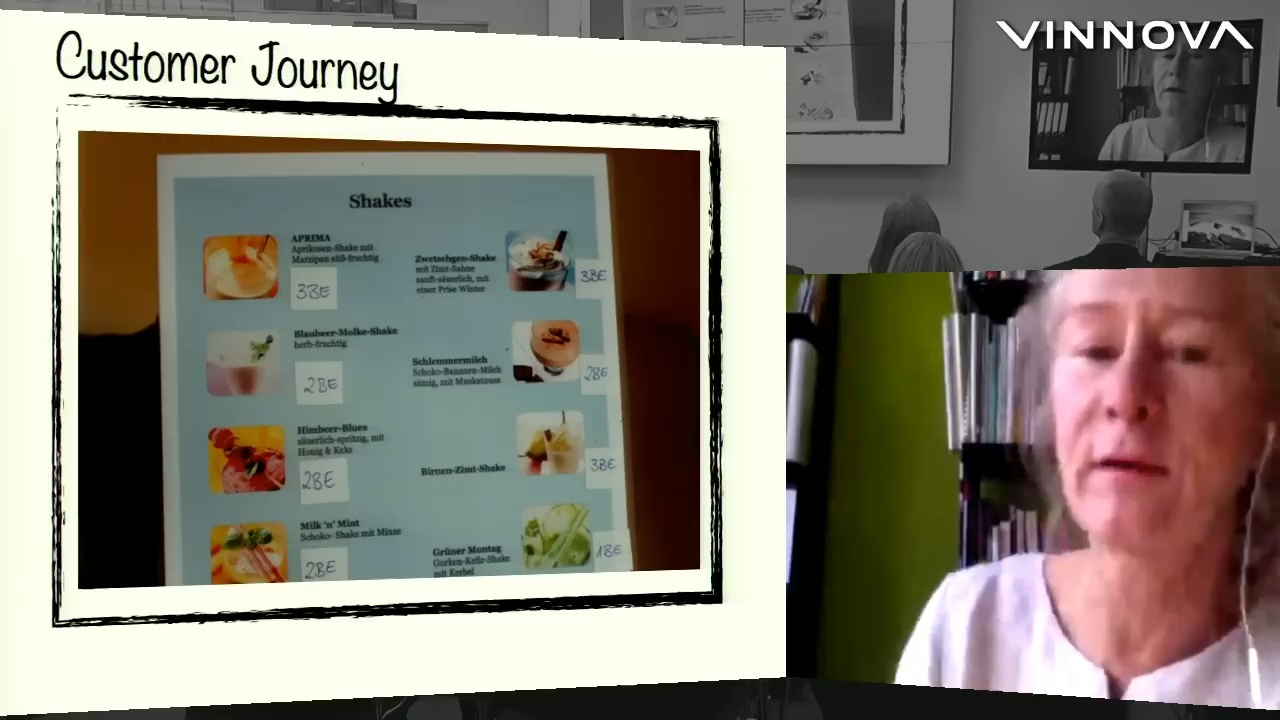 Customer Journey
VINNOVA
Shakes
APRIMA
Aprikosen-Shake mit
Marzipan süß-fruchtig
3BE
Blaubeer-Molke-Shake
herb-fruchtig
2BE
Himbeer-Blues
säuerlich-spritzig, mit
Honig & Keks
2BE
Milk 'n' Mint
Schoko- Shake mit Minze
2BE
Zwetschgen-Shake
mit Zimt-Sahne
sanft-säuerlich, mit
einer Prise Winter
3BE
Schlemmermilch
Schoko-Bananen-Milch
sämig, mit Muskatnuss
2BE
Birnen-Zimt-Shake
3BE
Grüner Montag
Gurken-Kefir-Shake
mit Kerbel
1BE